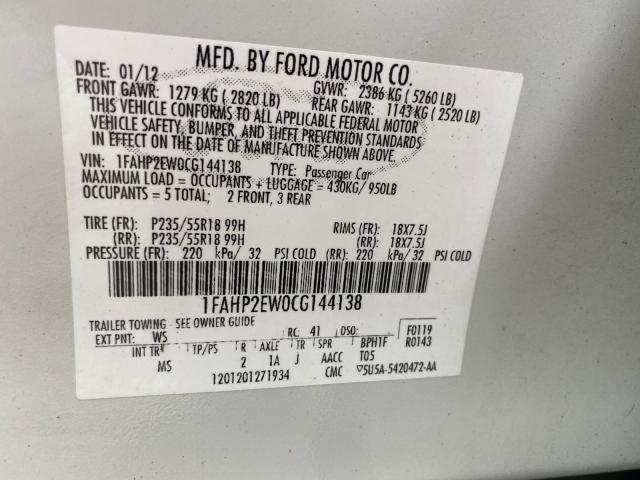 MFD. BY FORD MOTOR CO.
DATE: 01/12 GVWR: 2386 KG ( 5260 LB)
FRONT GAWR: 1279 KG ( 2820 LB) REAR GAWR: 1143 KG ( 2520 LB)
THIS VEHICLE CONFORMS TO ALL APPLICABLE FEDERAL MOTOR
VEHICLE SAFETY, BUMPER, AND THEFT PREVENTION STANDARDS
IN EFFECT ON THE DATE OF MANUFACTURE SHOWN ABOVE.
VIN: 1FAHP2EW0CG144138 TYPE: Passenger Car
MAXIMUM LOAD = OCCUPANTS + LUGGAGE = 430KG/ 950LB
OCCUPANTS = 5 TOTAL; 2 FRONT, 3 REAR
TIRE (FR): P235/55R18 99H RIMS (FR): 18X7.5J
(RR): P235/55R18 99H (RR): 18X7.5J
PRESSURE (FR): 220 kPa/ 32 PSI COLD (RR): 220 kPa/ 32 PSI COLD
1FAHP2EW0CG144138
TRAILER TOWING - SEE OWNER GUIDE
EXT PNT: WS RC: 41 DSO: F0119
INT TR TP/PS R AXLE TR SPR BPH1F R0143
MS 2 1A J AACC T05
1201201271934 CMC ▽5U5A-5420472-AA